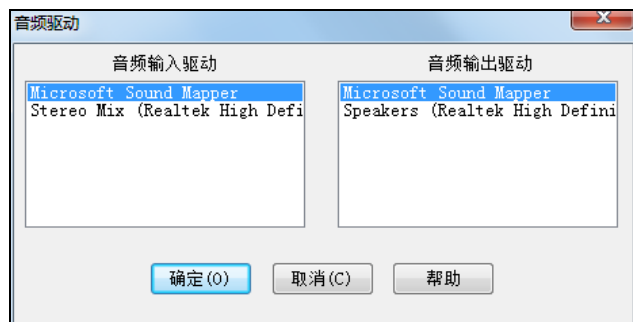 音频驱动
音频输入驱动
音频输出驱动
Microsoft Sound Mapper
Stereo Mix (Realtek High Defi
Microsoft Sound Mapper
Speakers (Realtek High Defini
确定(O)
取消(C)
帮助